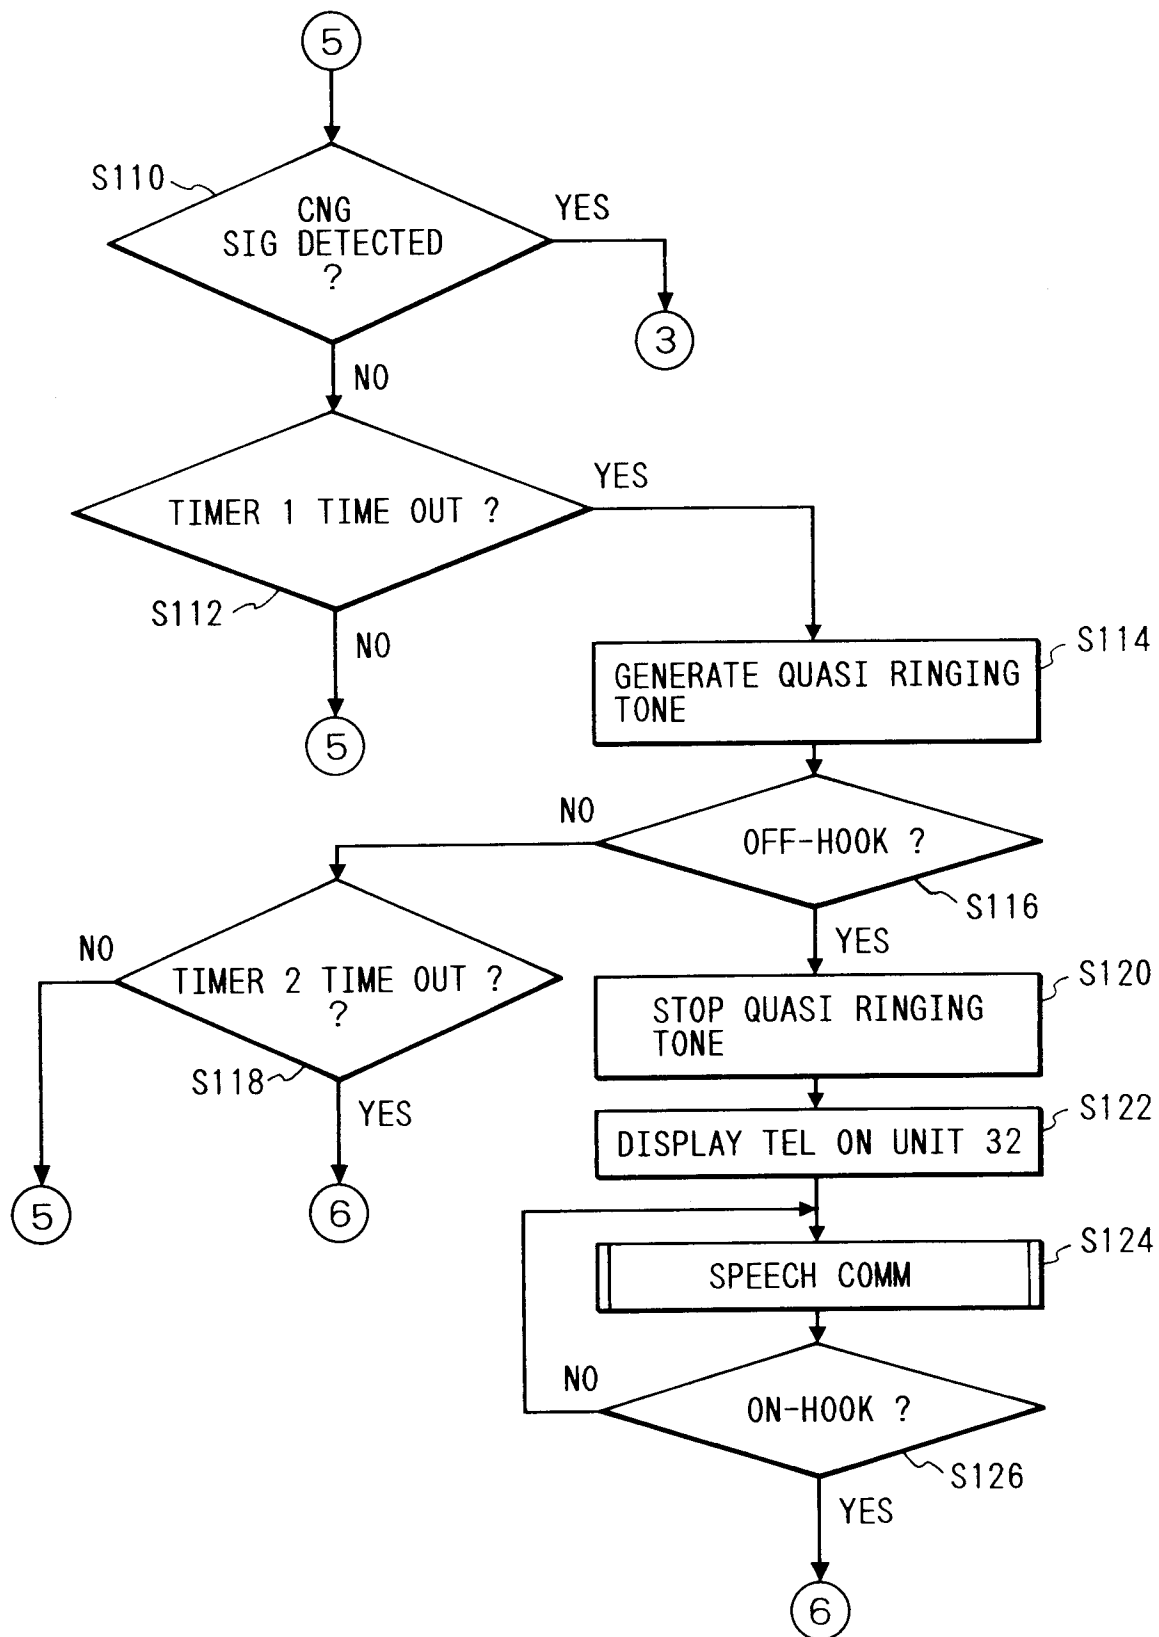 5
S110
CNG
SIG DETECTED
?
YES
3
NO
TIMER 1 TIME OUT ?
YES
S112
NO
5
S114
GENERATE QUASI RINGING
TONE
OFF-HOOK ?
NO
S116
YES
TIMER 2 TIME OUT ?
?
NO
S118
YES
5
6
S120
STOP QUASI RINGING
TONE
S122
DISPLAY TEL ON UNIT 32
S124
SPEECH COMM
NO
ON-HOOK ?
S126
YES
6